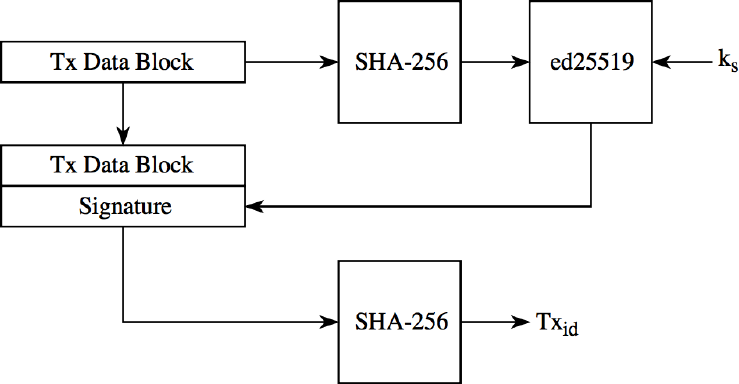 Tx Data Block
SHA-256
ed25519
kₛ
Tx Data Block
Signature
SHA-256
Txid